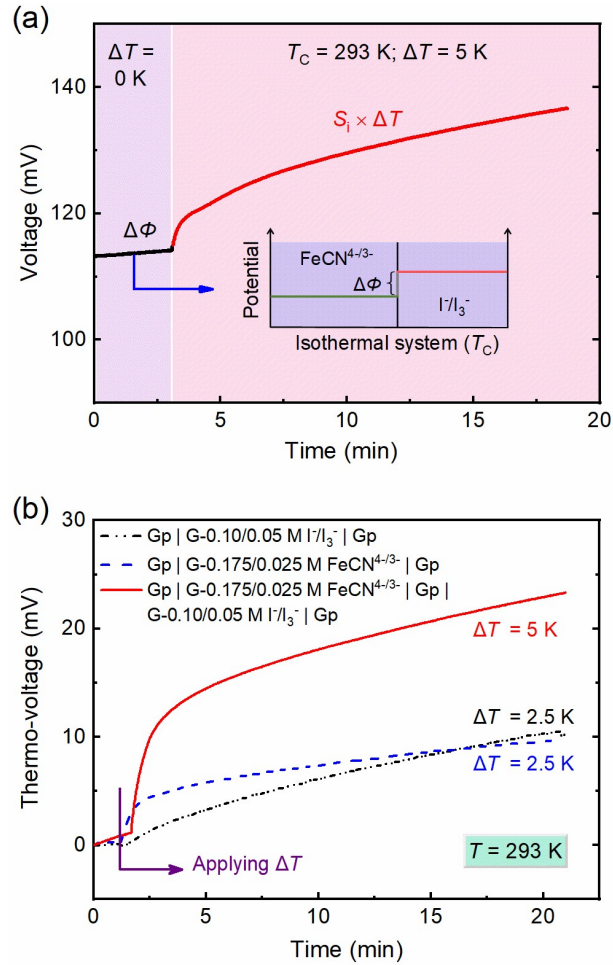 (a)
ΔT =
0 K
T_C = 293 K; ΔT = 5 K
S_i × ΔT
ΔΦ
FeCN⁴⁻/³⁻
ΔΦ
I⁻/I₃⁻
Potential
Isothermal system (T_C)
140
120
100
Voltage (mV)
0 5 10 15 20
Time (min)
(b)
Gp | G-0.10/0.05 M I⁻/I₃⁻ | Gp
Gp | G-0.175/0.025 M FeCN⁴⁻/³⁻ | Gp
Gp | G-0.175/0.025 M FeCN⁴⁻/³⁻ | Gp |
G-0.10/0.05 M I⁻/I₃⁻ | Gp
ΔT = 5 K
ΔT = 2.5 K
ΔT = 2.5 K
Applying ΔT
T = 293 K
30
20
10
0
Thermo-voltage (mV)
0 5 10 15 20
Time (min)